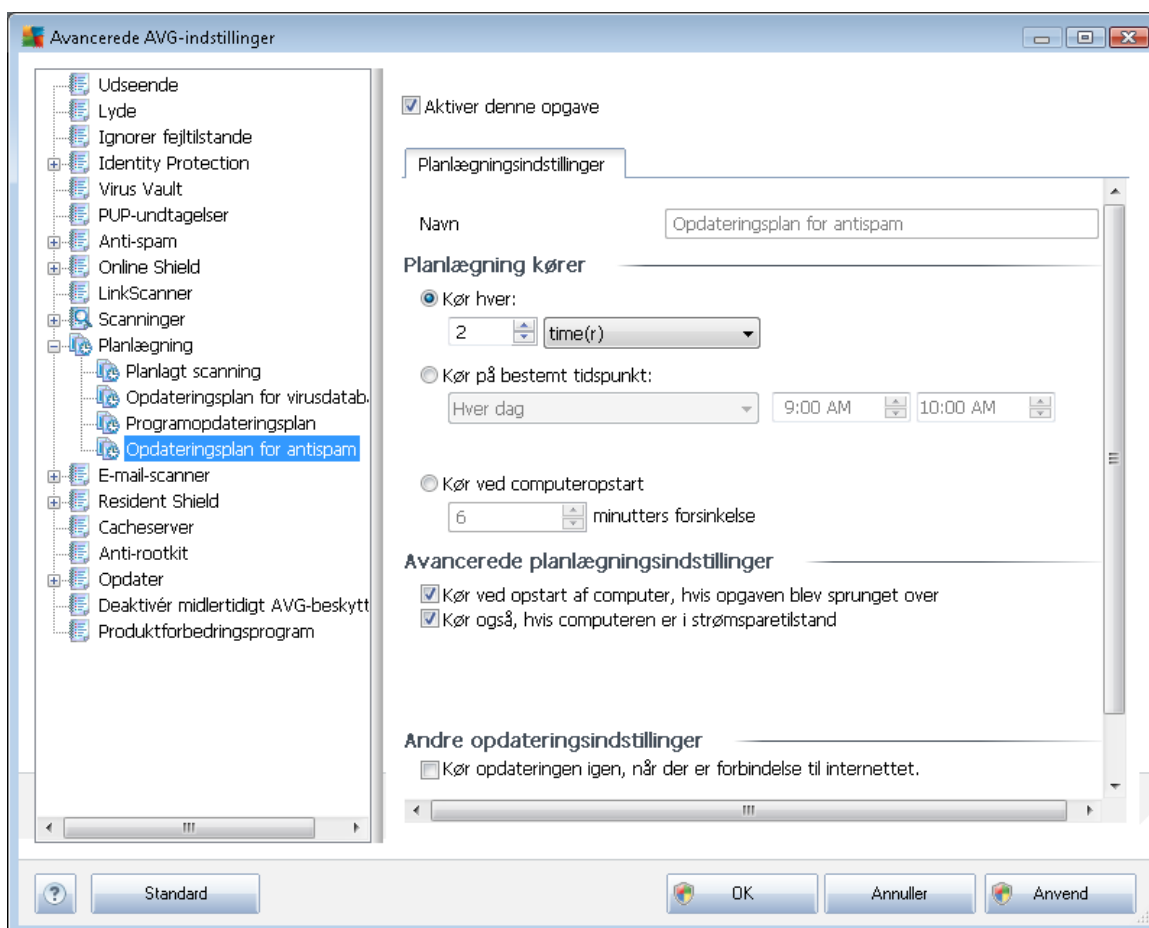 Avancerede AVG-indstillinger
Udseende
Lyde
Ignorer fejltilstande
Identity Protection
Virus Vault
PUP-undtagelser
Anti-spam
Online Shield
LinkScanner
Scanninger
Planlægning
Planlagt scanning
Opdateringsplan for virusdatab
Programopdateringsplan
Opdateringsplan for antispam
E-mail-scanner
Resident Shield
Cacheserver
Anti-rootkit
Opdater
Deaktivér midlertidigt AVG-beskytt
Produktforbedringsprogram
Aktiver denne opgave
Planlægningsindstillinger
Navn Opdateringsplan for antispam
Planlægning kører
Kør hver:
2 time(r)
Kør på bestemt tidspunkt:
Hver dag 9:00 AM 10:00 AM
Kør ved computeropstart
6 minutters forsinkelse
Avancerede planlægningsindstillinger
Kør ved opstart af computer, hvis opgaven blev sprunget over
Kør også, hvis computeren er i strømsparetilstand
Andre opdateringsindstillinger
Kør opdateringen igen, når der er forbindelse til internettet.
? Standard OK Annuller Anvend